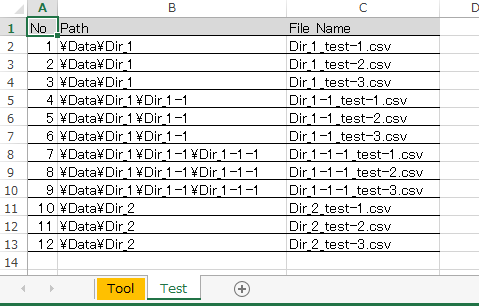 A B C D
1 No Path File Name
2 1 ¥Data¥Dir_1 Dir_1_test-1.csv
3 2 ¥Data¥Dir_1 Dir_1_test-2.csv
4 3 ¥Data¥Dir_1 Dir_1_test-3.csv
5 4 ¥Data¥Dir_1¥Dir_1-1 Dir_1-1_test-1.csv
6 5 ¥Data¥Dir_1¥Dir_1-1 Dir_1-1_test-2.csv
7 6 ¥Data¥Dir_1¥Dir_1-1 Dir_1-1_test-3.csv
8 7 ¥Data¥Dir_1¥Dir_1-1¥Dir_1-1-1 Dir_1-1-1_test-1.csv
9 8 ¥Data¥Dir_1¥Dir_1-1¥Dir_1-1-1 Dir_1-1-1_test-2.csv
10 9 ¥Data¥Dir_1¥Dir_1-1¥Dir_1-1-1 Dir_1-1-1_test-3.csv
11 10 ¥Data¥Dir_2 Dir_2_test-1.csv
12 11 ¥Data¥Dir_2 Dir_2_test-2.csv
13 12 ¥Data¥Dir_2 Dir_2_test-3.csv
14
Tool Test